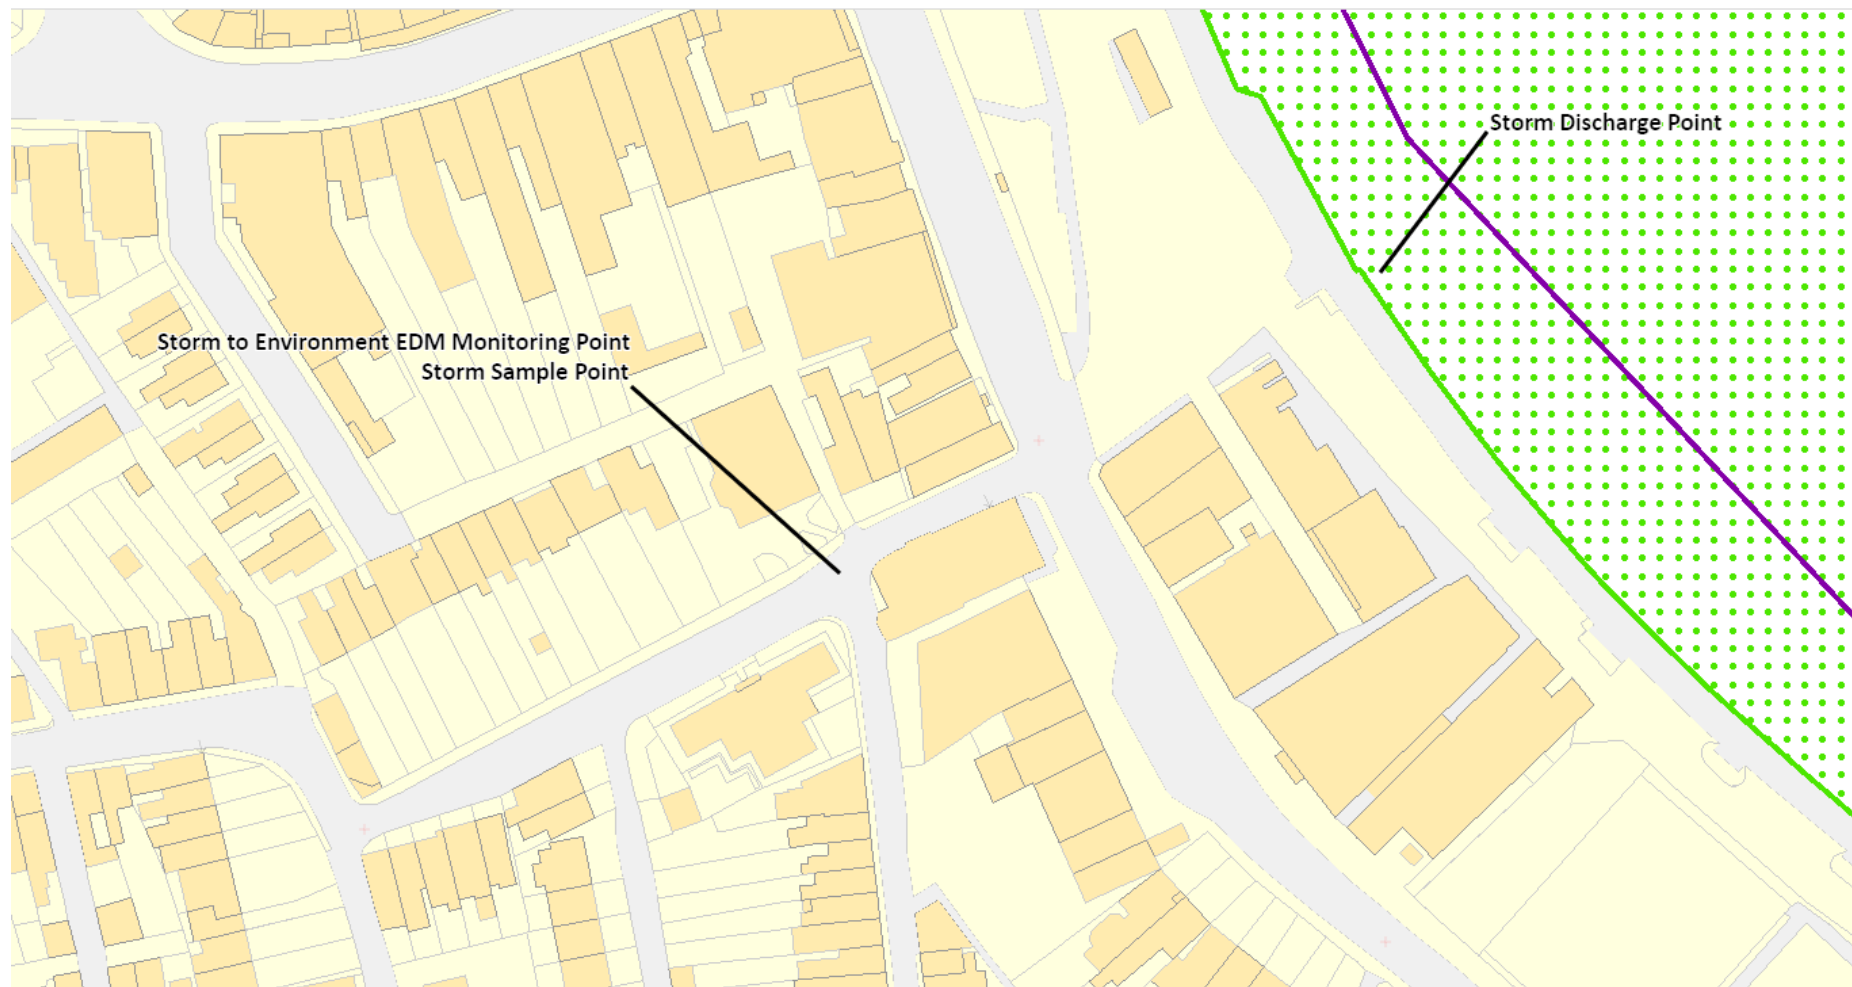 Storm Discharge Point
Storm to Environment EDM Monitoring Point
Storm Sample Point